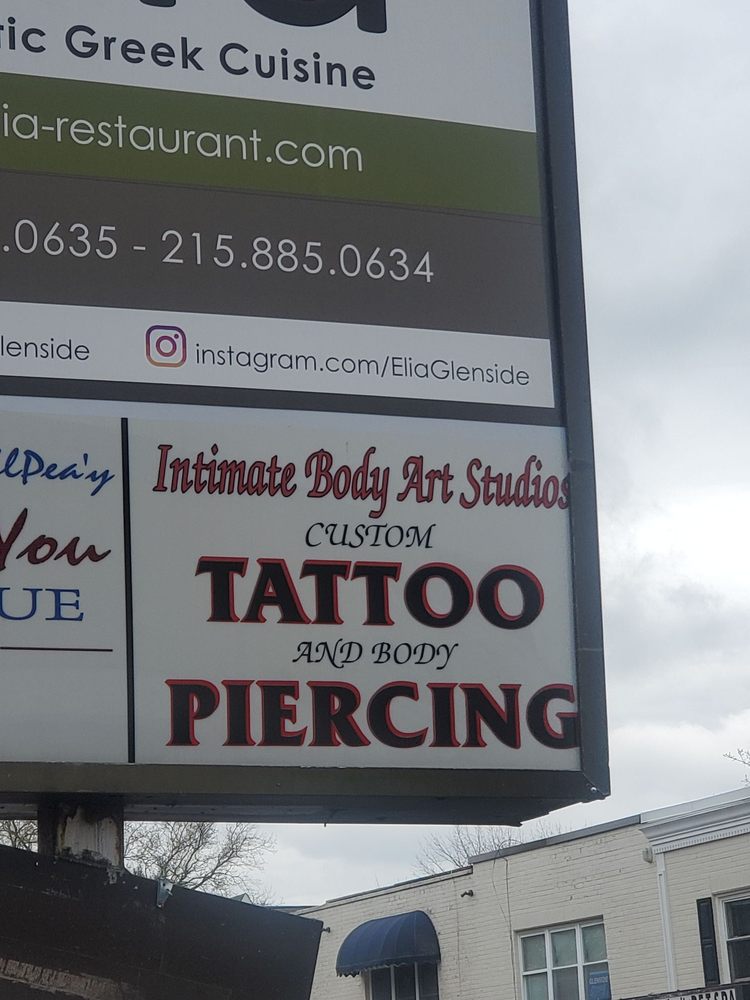 Greek Cuisine
ia-restaurant.com
.0635 - 215.885.0634
lenside
instagram.com/EliaGlenside
Intimate Body Art Studios
CUSTOM
TATTOO
AND BODY
PIERCING
You
UE
GLENSIDE